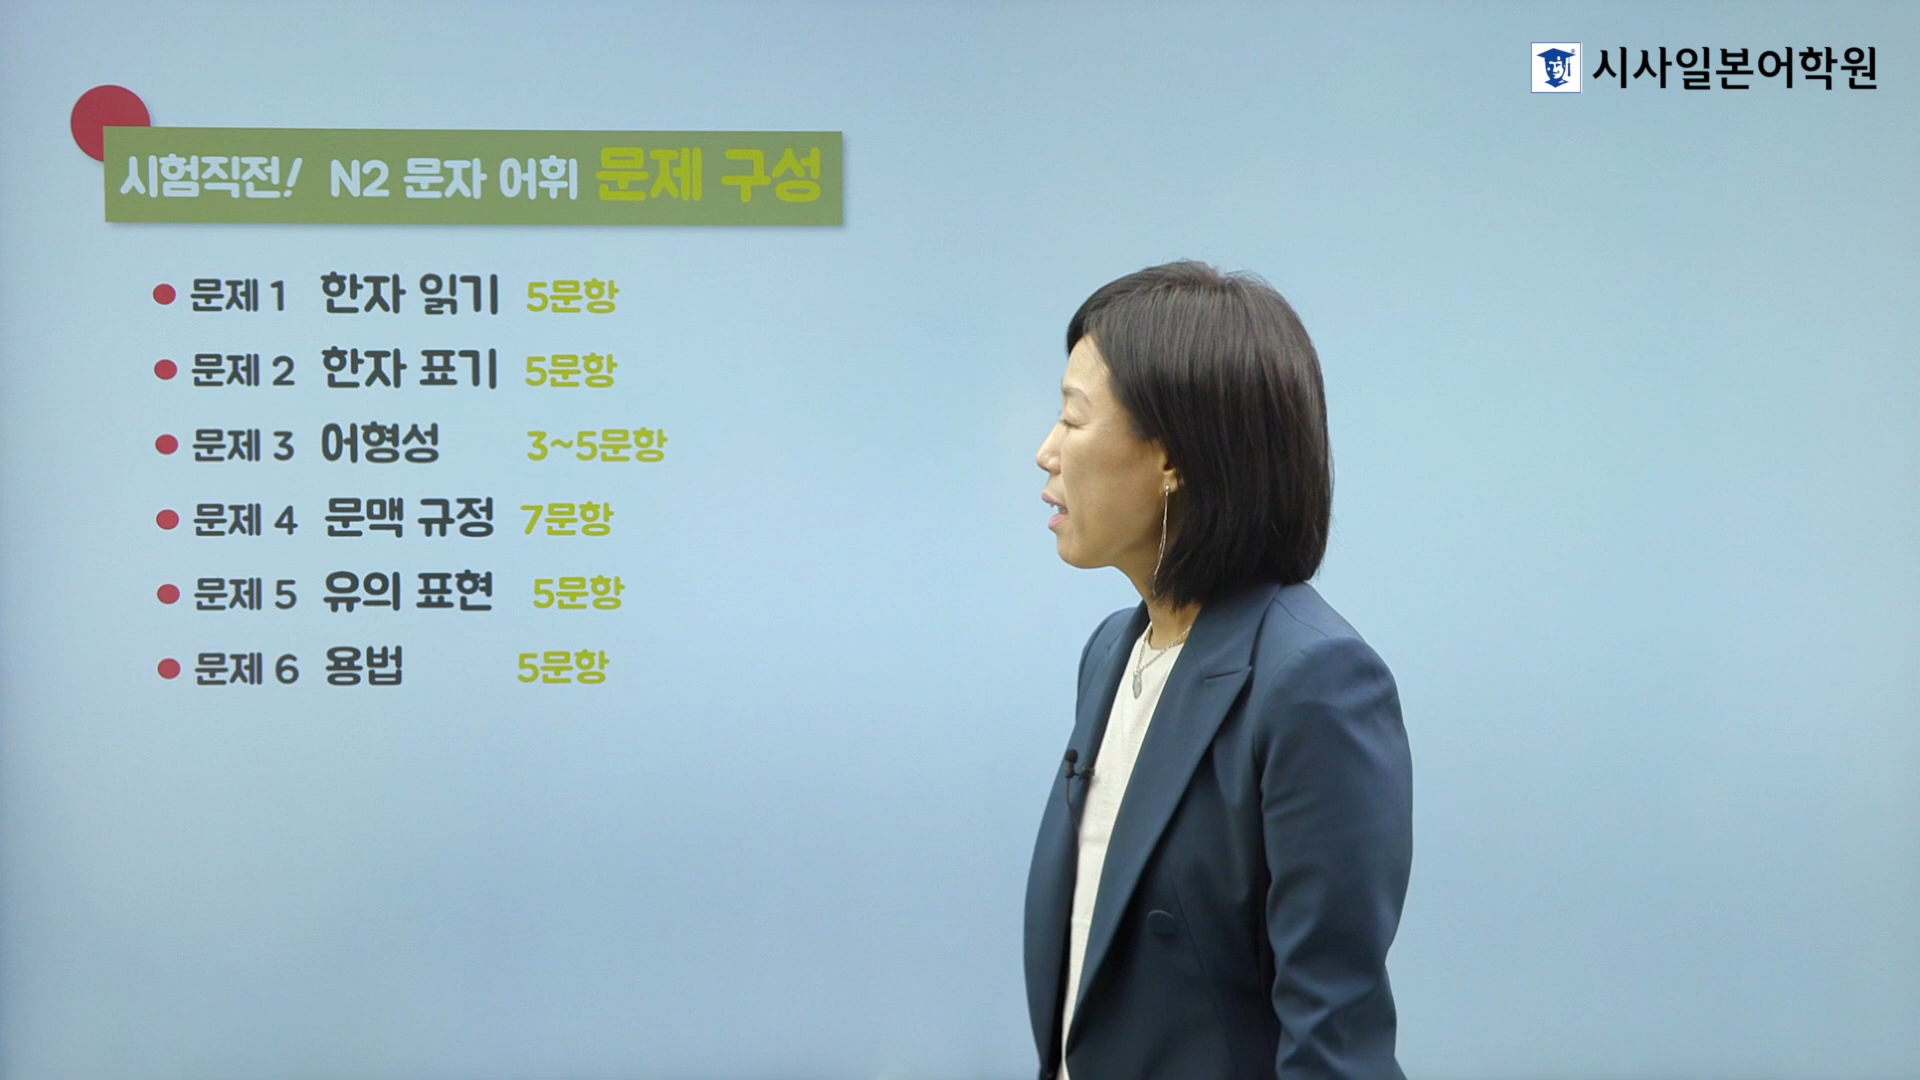 시사일본어학원
시험직전! N2 문자 어휘 문제 구성
문제 1 한자 읽기 5문항
문제 2 한자 표기 5문항
문제 3 어형성 3~5문항
문제 4 문맥 규정 7문항
문제 5 유의 표현 5문항
문제 6 용법 5문항